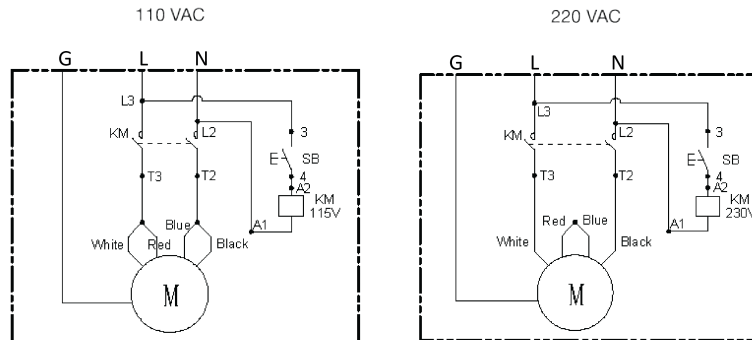 110 VAC
G L N
L3
KM L2 3
E SB
T3 T2 4
A2
KM
115V
Blue A1
White Red Black
M
220 VAC
G L N
L3
KM L2 3
E SB
T3 T2 4
A2
KM
230V
Red Blue A1
White Black
M